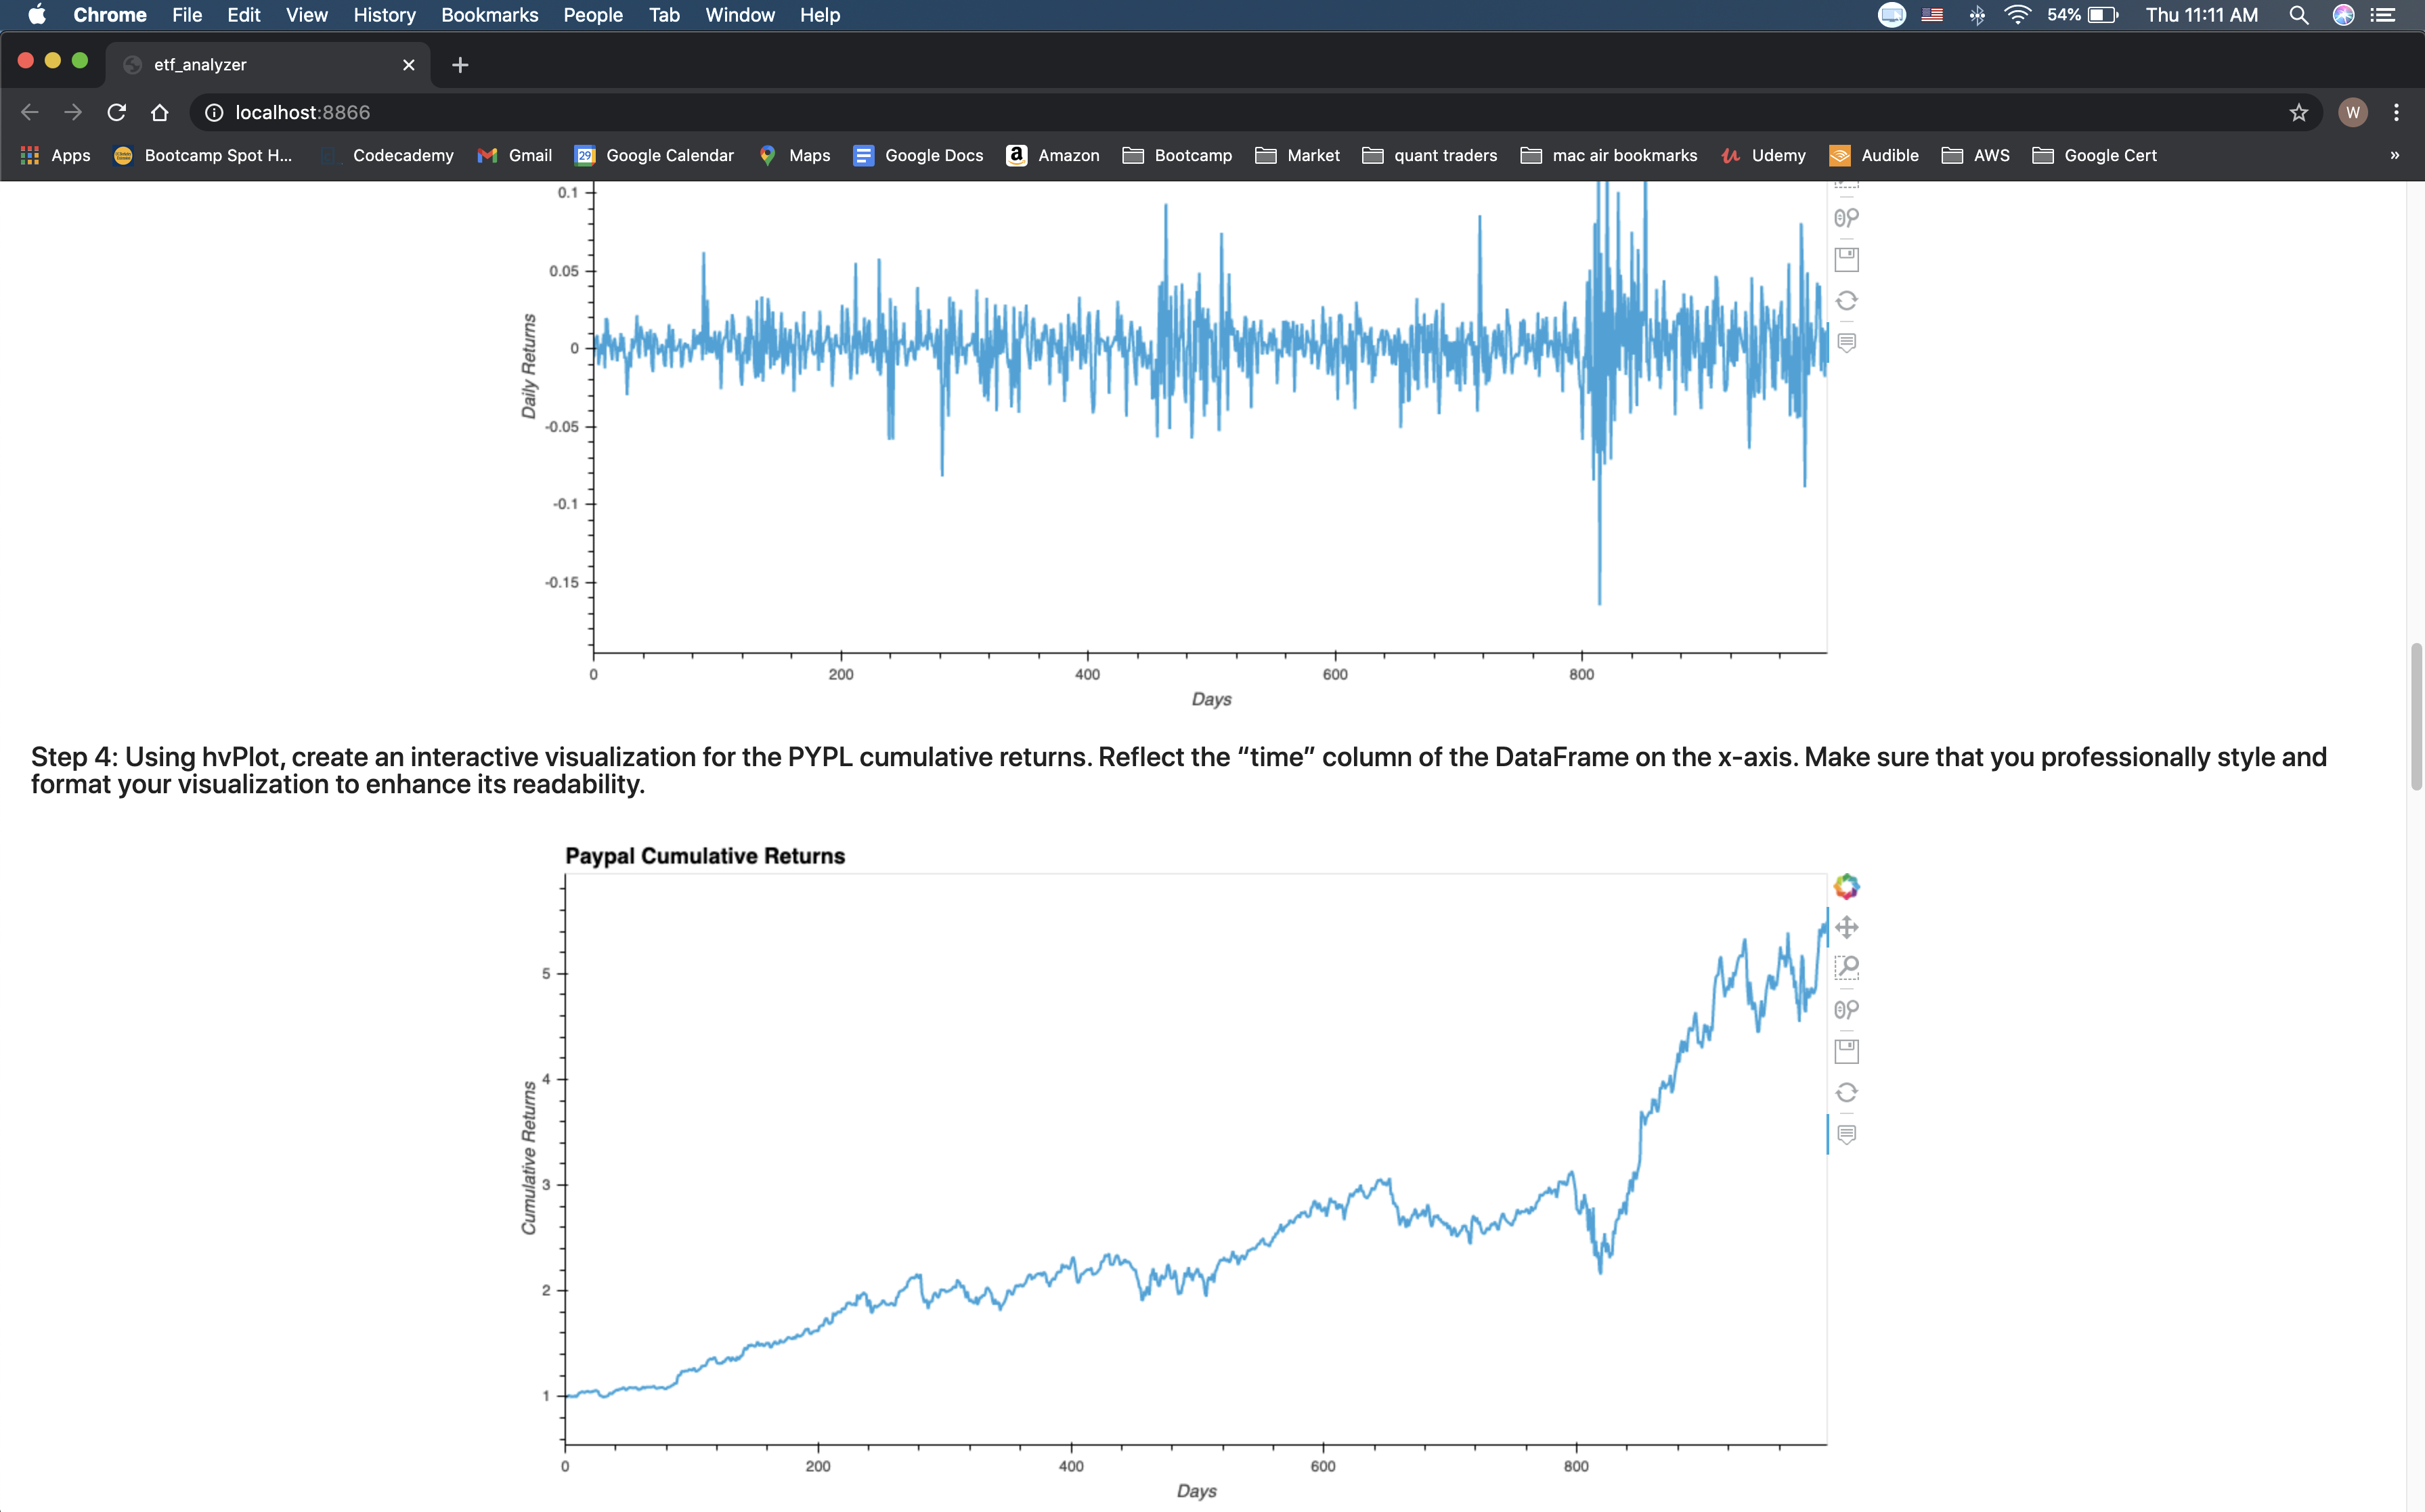 Chrome File Edit View History Bookmarks People Tab Window Help 54% Thu 11:11 AM
etf_analyzer
localhost:8866 W
Apps Bootcamp Spot H... Codecademy Gmail 29 Google Calendar Maps Google Docs a Amazon Bootcamp Market quant traders mac air bookmarks Udemy Audible AWS Google Cert »
0.1
0.05
0
-0.05
-0.1
-0.15
Daily Returns
0 200 400 600 800
Days
Step 4: Using hvPlot, create an interactive visualization for the PYPL cumulative returns. Reflect the “time” column of the DataFrame on the x-axis. Make sure that you professionally style and
format your visualization to enhance its readability.
Paypal Cumulative Returns
5
4
3
2
1
Cumulative Returns
0 200 400 600 800
Days